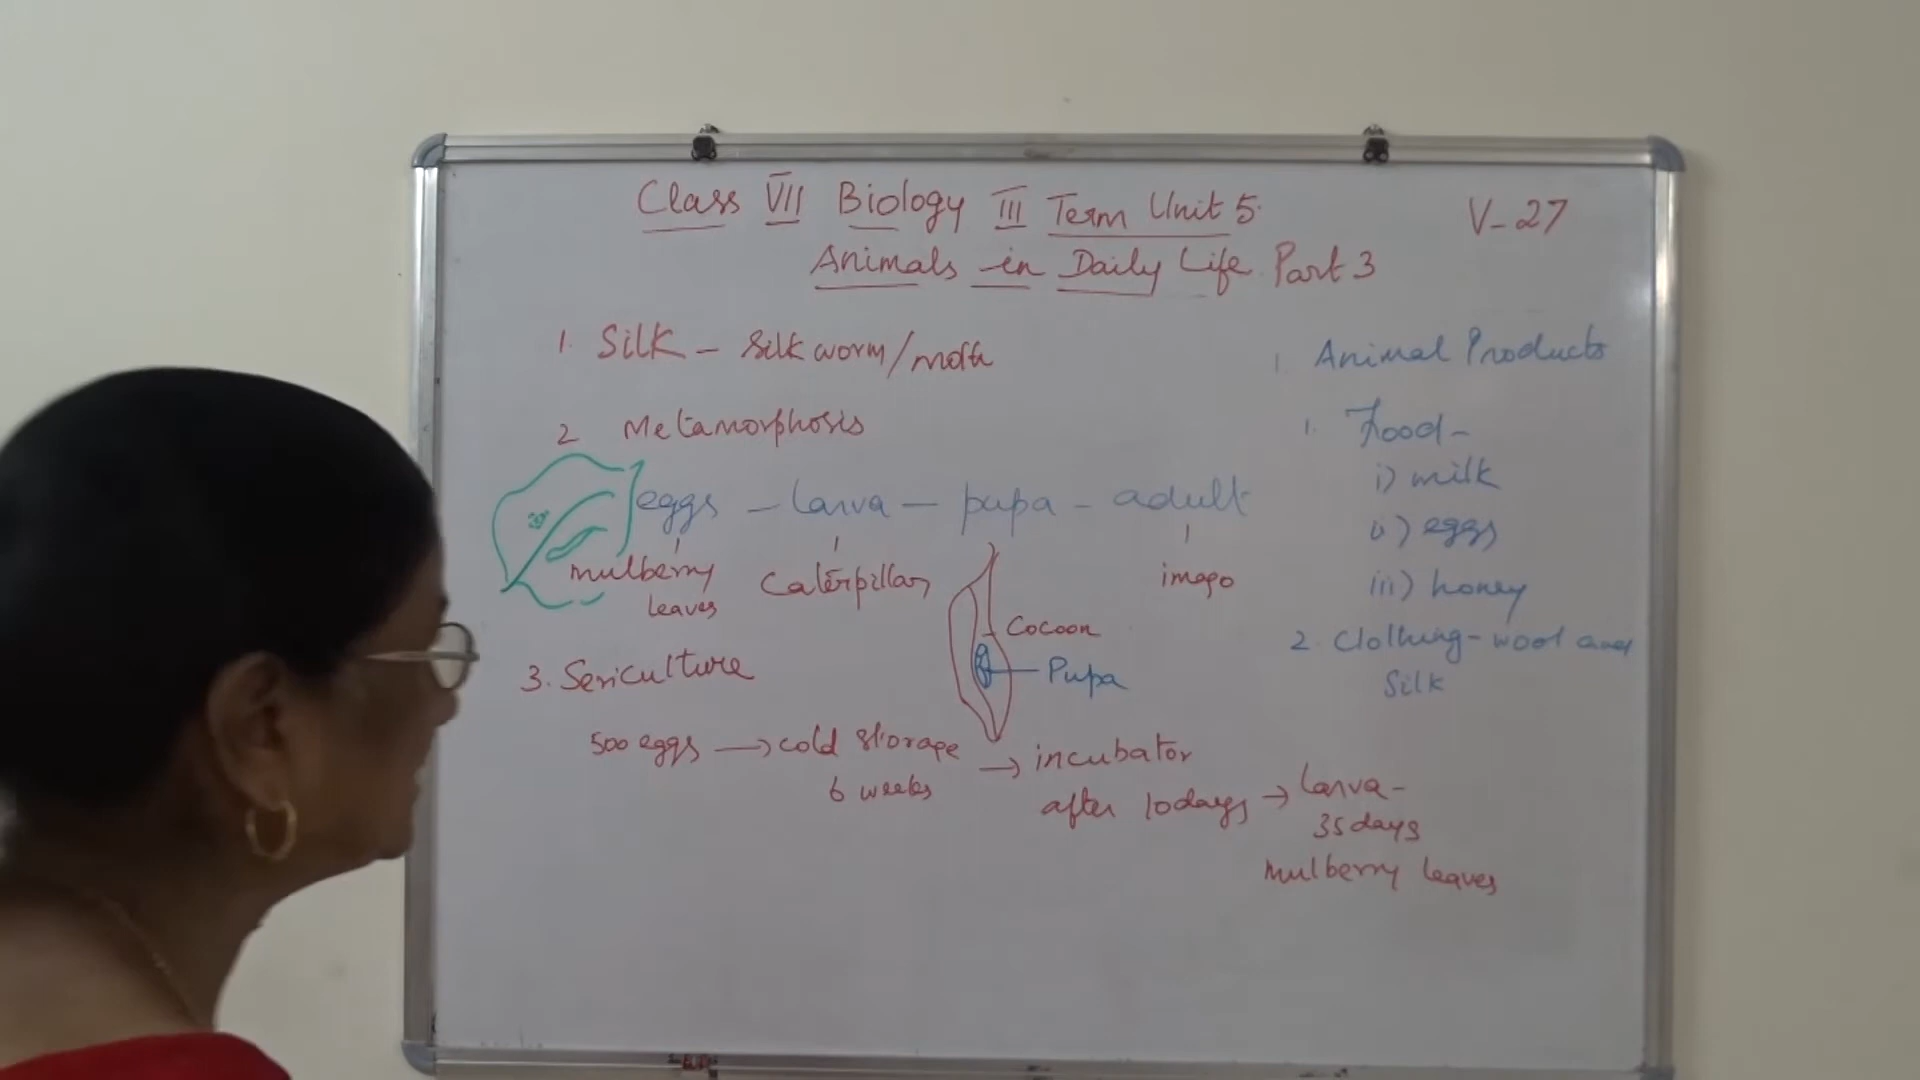 Class VII Biology III Term Unit 5.
V-27
Animals in Daily Life Part 3
1. Silk - Silk worm/moth
2 Metamorphosis
eggs - larva - pupa - adult
mulberry leaves
Caterpillar
imago
Cocoon
Pupa
3. Sericulture
500 eggs → cold storage
6 weeks
→ incubator
after 10 days → larva -
35 days
mulberry leaves
1 Animal Products
1. Food -
i) milk
ii) eggs
iii) honey
2. Clothing - wool and
Silk